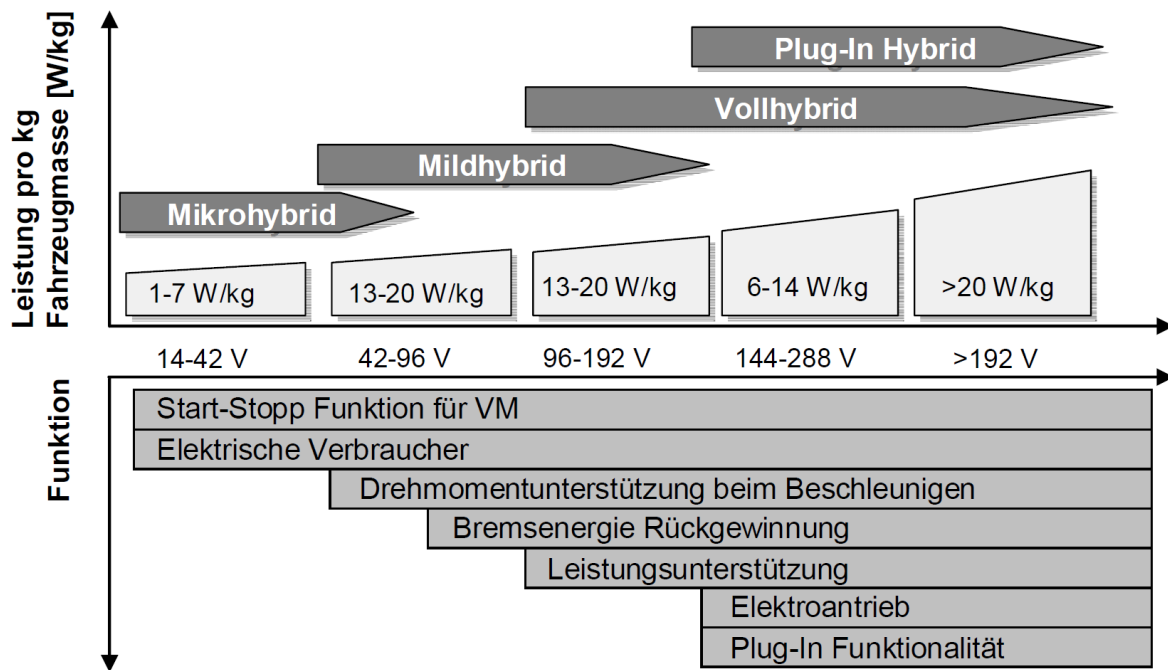 Leistung pro kg
Fahrzeugmasse [W/kg]
Plug-In Hybrid
Vollhybrid
Mildhybrid
Mikrohybrid
1-7 W/kg
13-20 W/kg
13-20 W/kg
6-14 W/kg
>20 W/kg
14-42 V
42-96 V
96-192 V
144-288 V
>192 V
Funktion
Start-Stopp Funktion für VM
Elektrische Verbraucher
Drehmomentunterstützung beim Beschleunigen
Bremsenergie Rückgewinnung
Leistungsunterstützung
Elektroantrieb
Plug-In Funktionalität